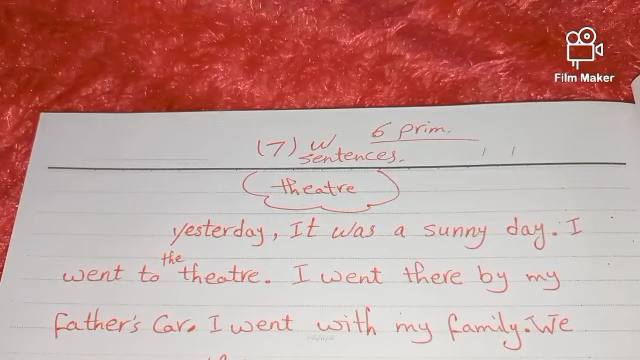 Film Maker
6 prim.
(7) W
sentences.
theatre
yesterday, It was a sunny day. I
went to the theatre. I went there by my
father's Car. I went with my family. We